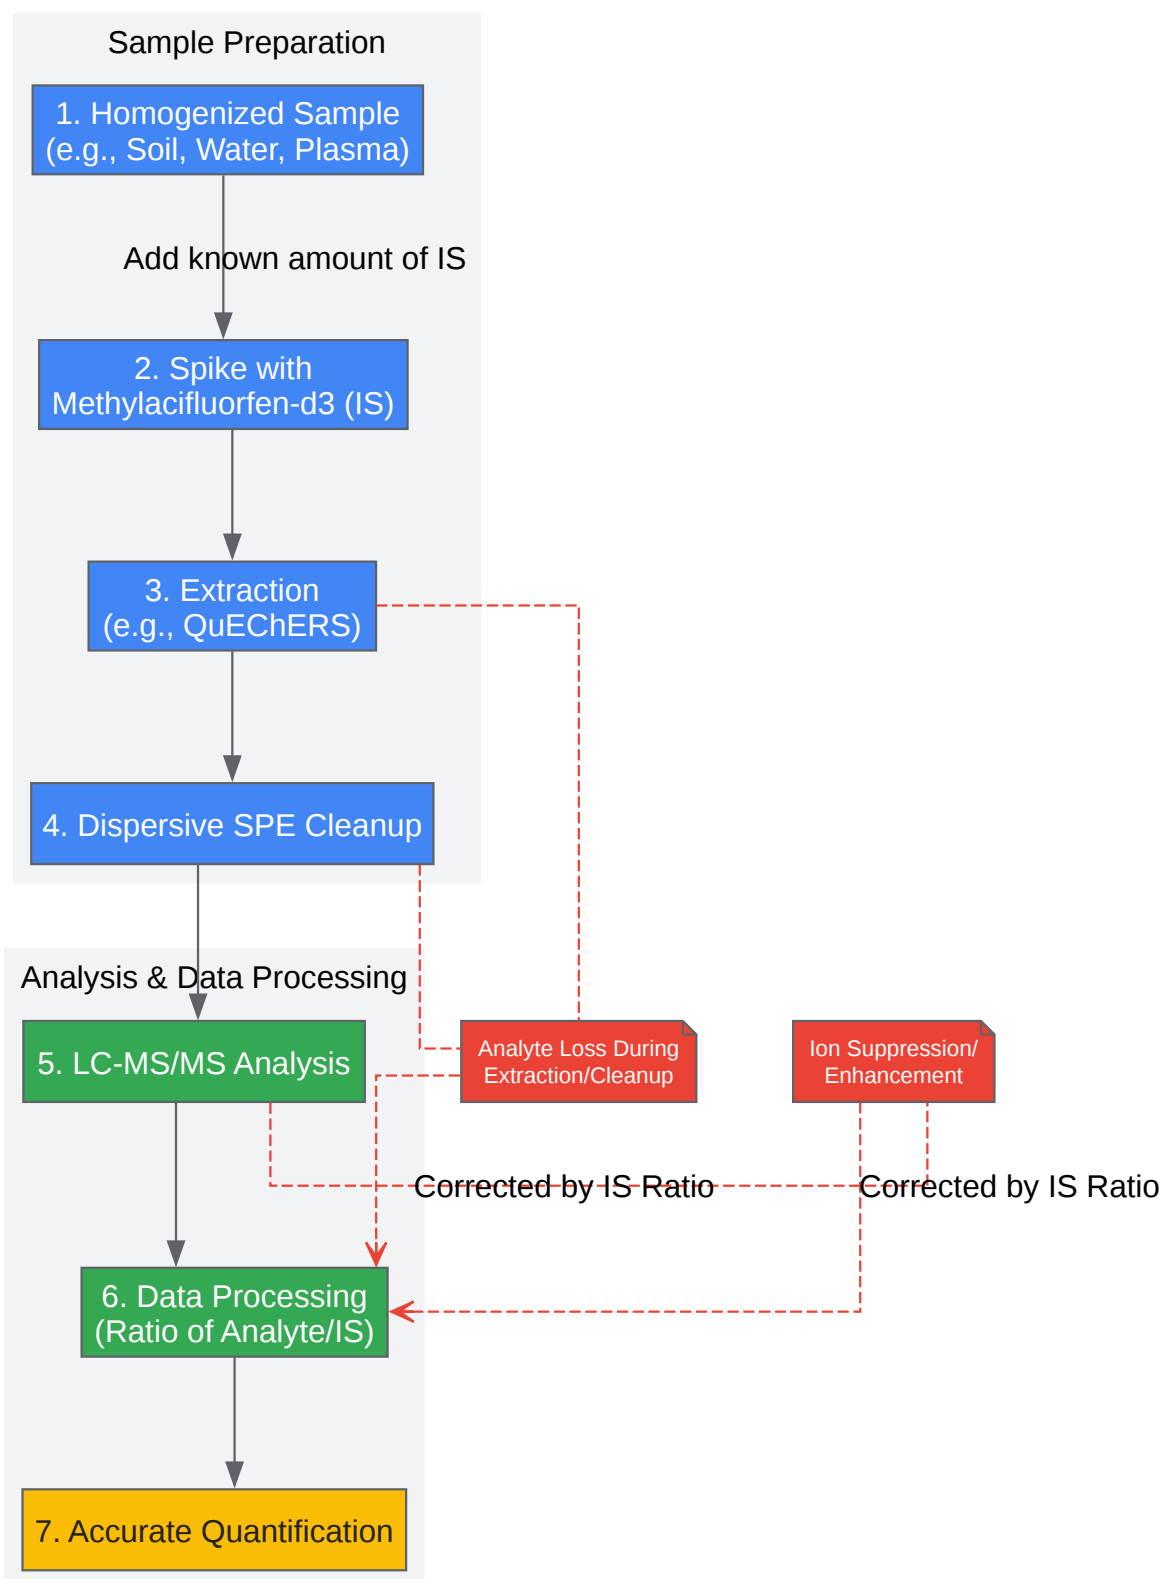 Sample Preparation
1. Homogenized Sample
(e.g., Soil, Water, Plasma)
Add known amount of IS
2. Spike with
Methylacifluorfen-d3 (IS)
3. Extraction
(e.g., QuEChERS)
4. Dispersive SPE Cleanup
Analysis & Data Processing
5. LC-MS/MS Analysis
Analyte Loss During
Extraction/Cleanup
Ion Suppression/
Enhancement
Corrected by IS Ratio
Corrected by IS Ratio
6. Data Processing
(Ratio of Analyte/IS)
7. Accurate Quantification